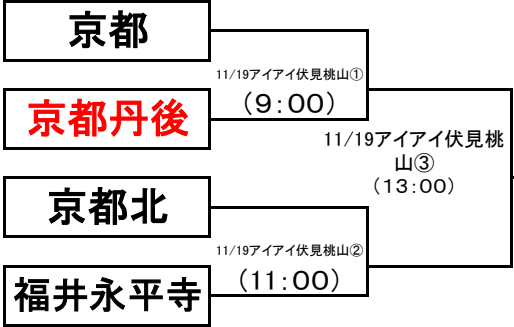 京都
11/19アイアイ伏見桃山①
(9:00)
京都丹後
11/19アイアイ伏見桃
山③
(13:00)
京都北
11/19アイアイ伏見桃山②
(11:00)
福井永平寺